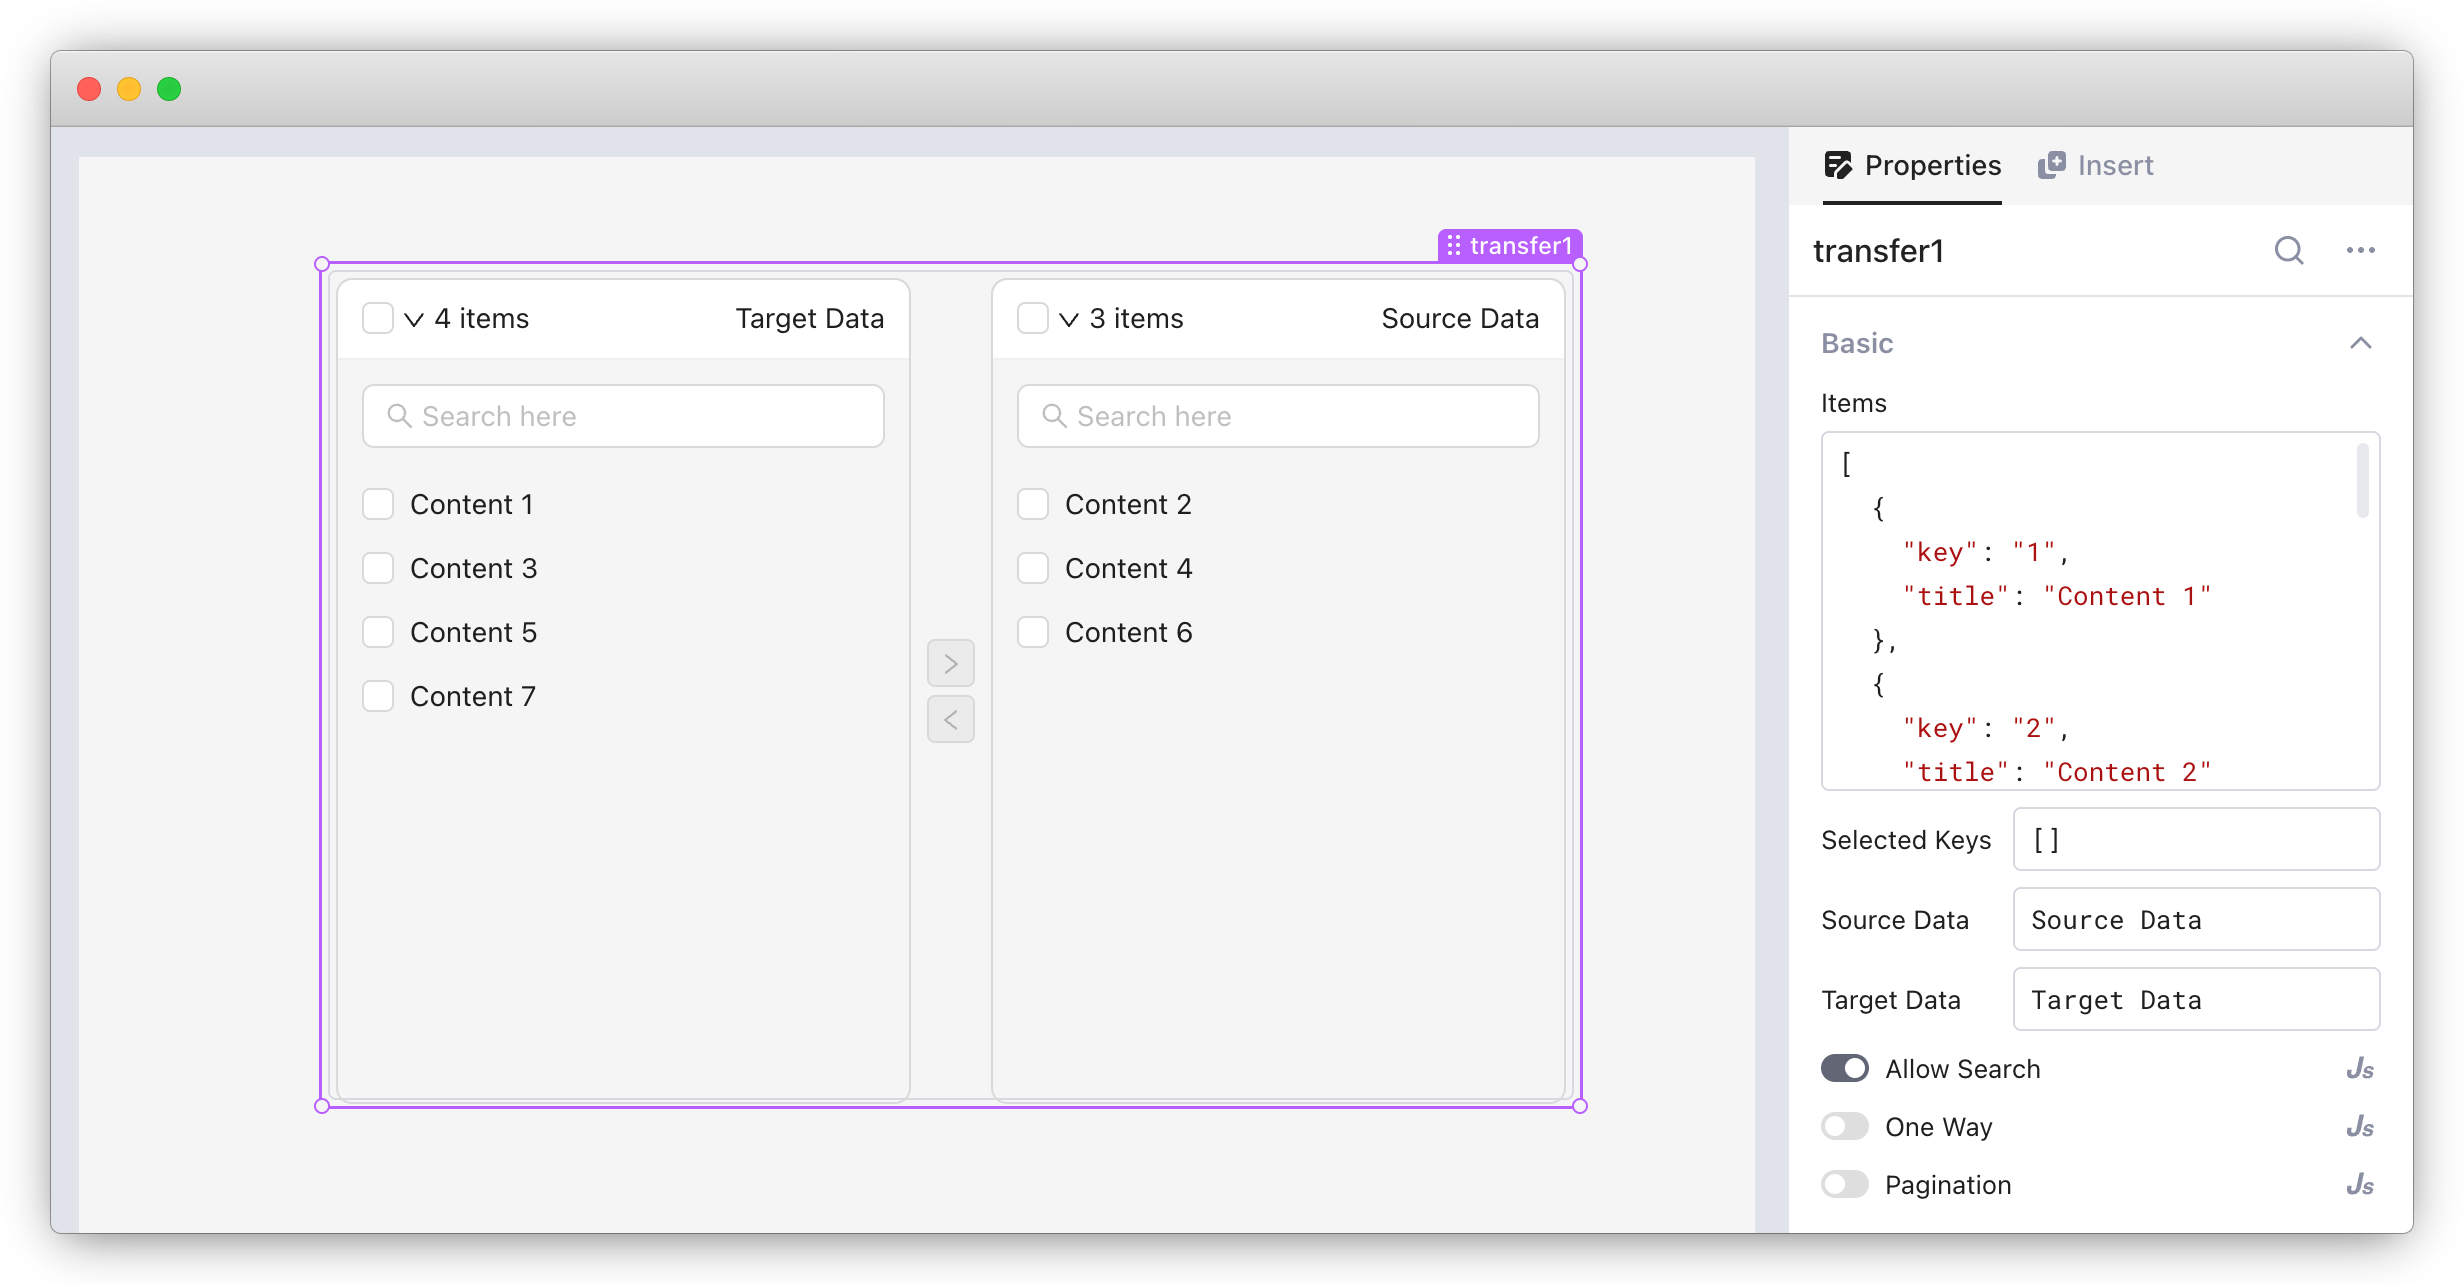 Properties
Insert
transfer1
transfer1
4 items
Target Data
Search here
Content 1
Content 3
Content 5
Content 7
3 items
Source Data
Search here
Content 2
Content 4
Content 6
Basic
Items
[
{
"key": "1",
"title": "Content 1"
},
{
"key": "2",
"title": "Content 2"
Selected Keys
[]
Source Data
Source Data
Target Data
Target Data
Allow Search
Js
One Way
Js
Pagination
Js